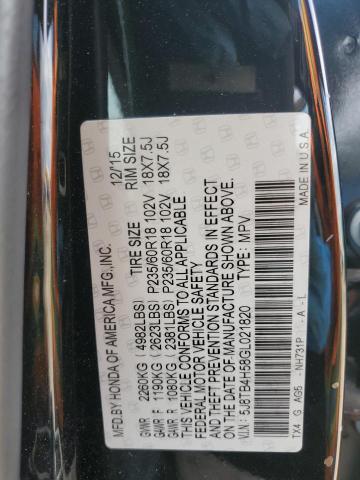 MFD.BY HONDA OF AMERICA MFG.,INC. 12/15
TIRE SIZE RIM SIZE
GVWR 2260KG (4982LBS) P235/60R18 102V 18X7.5J
GAWR F 1190KG (2623LBS) P235/60R18 102V 18X7.5J
GAWR R 1080KG (2381LBS)
THIS VEHICLE CONFORMS TO ALL APPLICABLE
FEDERAL MOTOR VEHICLE SAFETY
AND THEFT PREVENTION STANDARDS IN EFFECT
ON THE DATE OF MANUFACTURE SHOWN ABOVE.
V.I.N.: 5J8TB4H58GL021820 TYPE: MPV
TX4 G AG5 -NH731P A - L
MADE IN U.S.A.